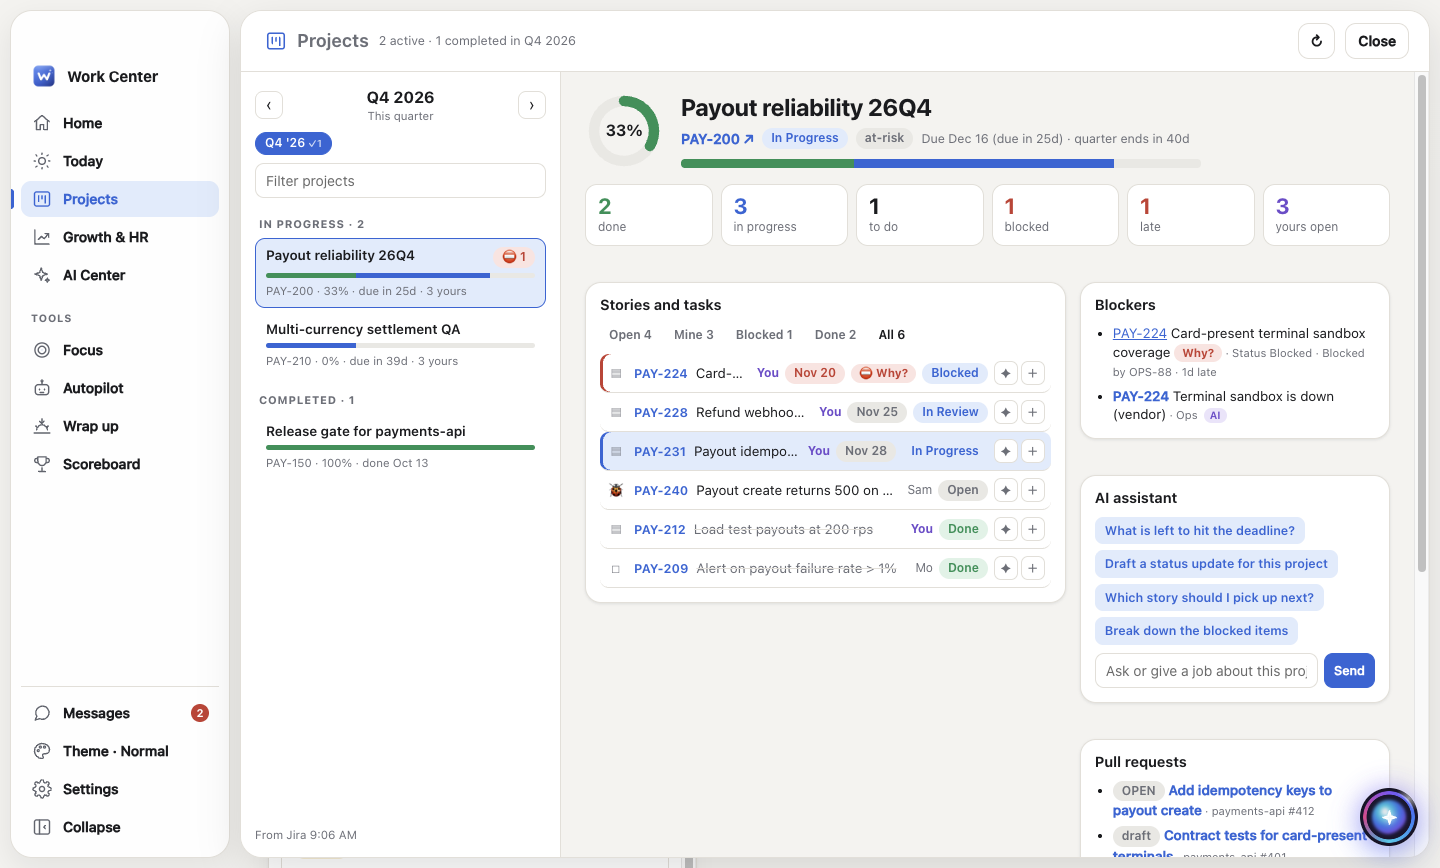 Work Center
Home
Today
Projects
Growth & HR
AI Center
TOOLS
Focus
Autopilot
Wrap up
Scoreboard
Messages 2
Theme · Normal
Settings
Collapse
Projects 2 active · 1 completed in Q4 2026
↻ Close
‹ Q4 2026 ›
This quarter
Q4 '26 ✓1
Filter projects
IN PROGRESS · 2
Payout reliability 26Q4 ⛔ 1
PAY-200 · 33% · due in 25d · 3 yours
Multi-currency settlement QA
PAY-210 · 0% · due in 39d · 3 yours
COMPLETED · 1
Release gate for payments-api
PAY-150 · 100% · done Oct 13
From Jira 9:06 AM
33%
Payout reliability 26Q4
PAY-200 ↗ In Progress at-risk Due Dec 16 (due in 25d) · quarter ends in 40d
2 done
3 in progress
1 to do
1 blocked
1 late
3 yours open
Stories and tasks
Open 4 Mine 3 Blocked 1 Done 2 All 6
PAY-224 Card-... You Nov 20 ⛔ Why? Blocked ✦ +
PAY-228 Refund webhoo... You Nov 25 In Review ✦ +
PAY-231 Payout idempo... You Nov 28 In Progress ✦ +
PAY-240 Payout create returns 500 on ... Sam Open ✦ +
PAY-212 Load test payouts at 200 rps You Done ✦ +
PAY-209 Alert on payout failure rate > 1% Mo Done ✦ +
Blockers
• PAY-224 Card-present terminal sandbox
coverage Why? · Status Blocked · Blocked
by OPS-88 · 1d late
• PAY-224 Terminal sandbox is down
(vendor) · Ops AI
AI assistant
What is left to hit the deadline?
Draft a status update for this project
Which story should I pick up next?
Break down the blocked items
Ask or give a job about this proj Send
Pull requests
• OPEN Add idempotency keys to
payout create · payments-api #412
• draft Contract tests for card-present
terminals · payments-api #401